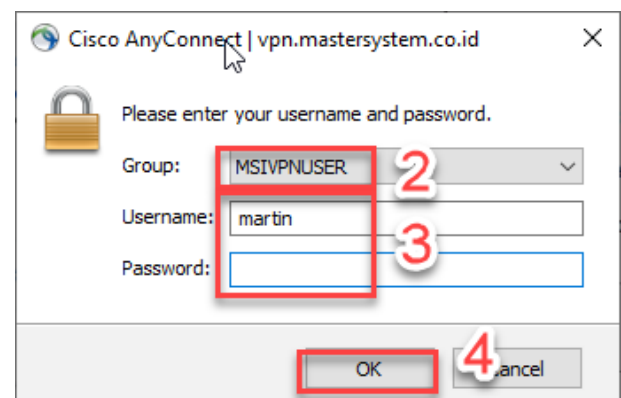 Cisco AnyConnect | vpn.mastersystem.co.id
Please enter your username and password.
Group: MSIVPNUSER 2
Username: martin
3
Password:
OK 4 ancel